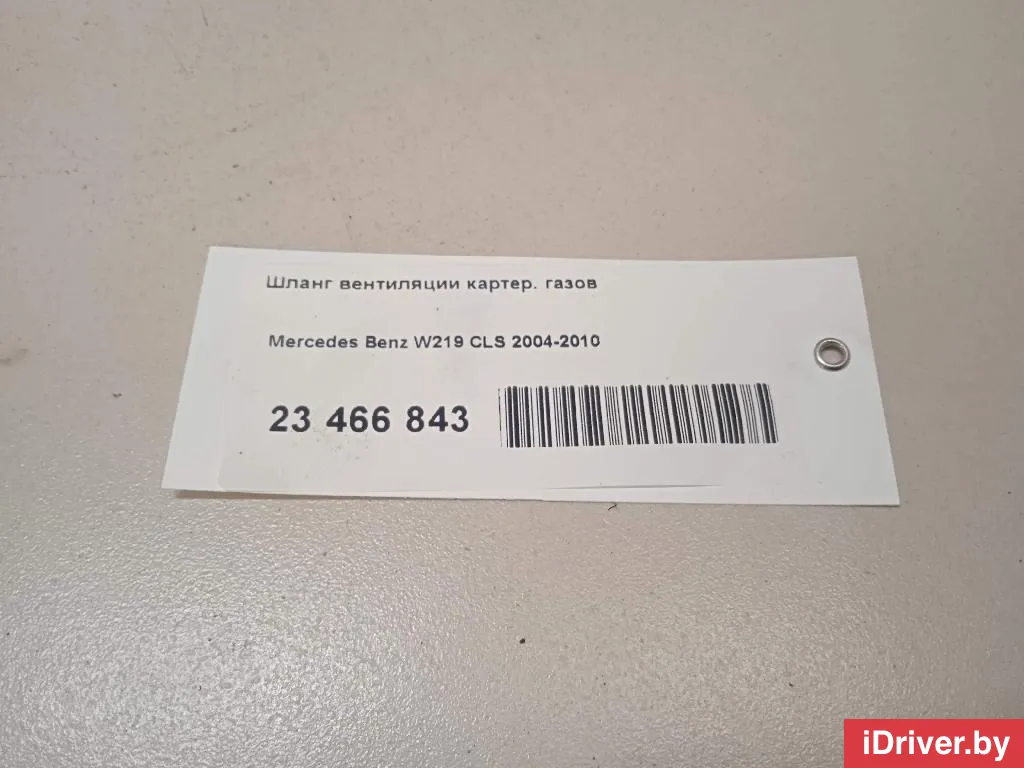 Шланг вентиляции картер. газов
Mercedes Benz W219 CLS 2004-2010
23 466 843
iDriver.by